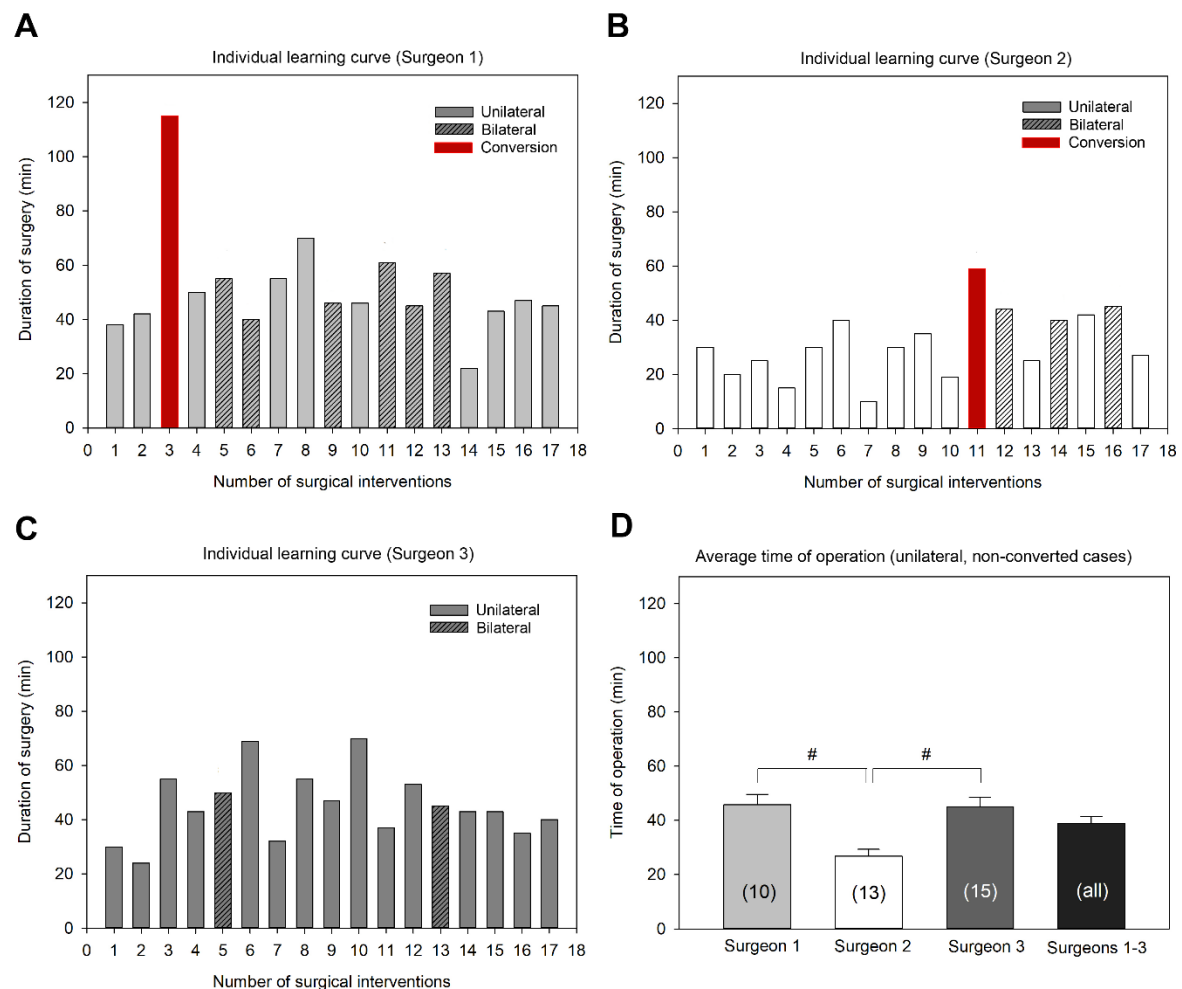 A
Individual learning curve (Surgeon 1)
120
100
80
60
40
20
0
Duration of surgery (min)
Unilateral
Bilateral
Conversion
0 1 2 3 4 5 6 7 8 9 10 11 12 13 14 15 16 17 18
Number of surgical interventions
B
Individual learning curve (Surgeon 2)
120
100
80
60
40
20
0
Duration of surgery (min)
Unilateral
Bilateral
Conversion
0 1 2 3 4 5 6 7 8 9 10 11 12 13 14 15 16 17 18
Number of surgical interventions
C
Individual learning curve (Surgeon 3)
120
100
80
60
40
20
0
Duration of surgery (min)
Unilateral
Bilateral
0 1 2 3 4 5 6 7 8 9 10 11 12 13 14 15 16 17 18
Number of surgical interventions
D
Average time of operation (unilateral, non-converted cases)
120
100
80
60
40
20
0
Time of operation (min)
# #
(10) (13) (15) (all)
Surgeon 1 Surgeon 2 Surgeon 3 Surgeons 1-3